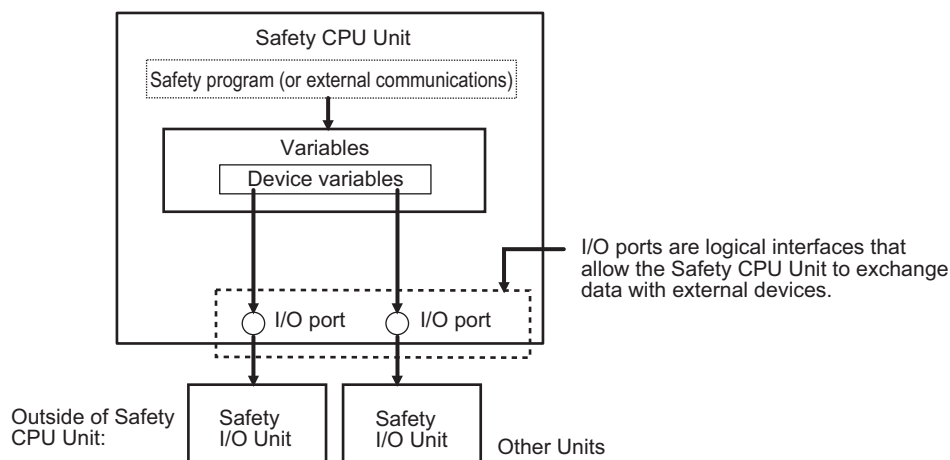 Safety CPU Unit
Safety program (or external communications)
Variables
Device variables
I/O ports are logical interfaces that
allow the Safety CPU Unit to exchange
data with external devices.
I/O port
I/O port
Outside of Safety
CPU Unit:
Safety
I/O Unit
Safety
I/O Unit
Other Units